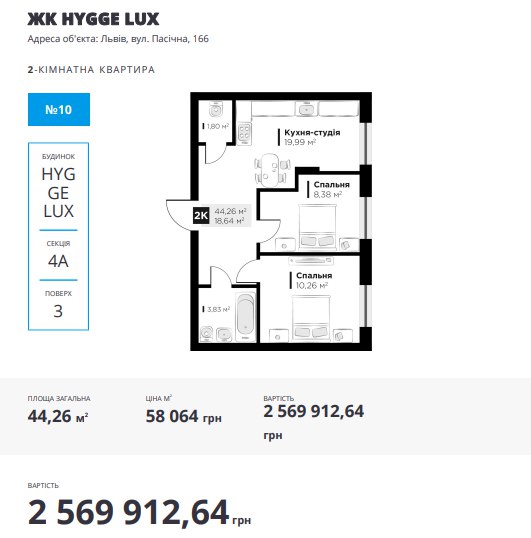 ЖК HYGGE LUX
Адреса об'єкта: Львів, вул. Пасічна, 166
2-КІМНАТНА КВАРТИРА
№10
БУДИНОК
HYG
GE
LUX
СЕКЦІЯ
4А
ПОВЕРХ
3
1,80 м²
Кухня-студія
19,99 м²
Спальня
8,38 м²
2К
44,26 м²
18,64 м²
Спальня
10,26 м²
3,83 м²
ПЛОЩА ЗАГАЛЬНА
44,26 м²
ЦІНА М²
58 064 грн
ВАРТІСТЬ
2 569 912,64
грн
ВАРТІСТЬ
2 569 912,64 грн